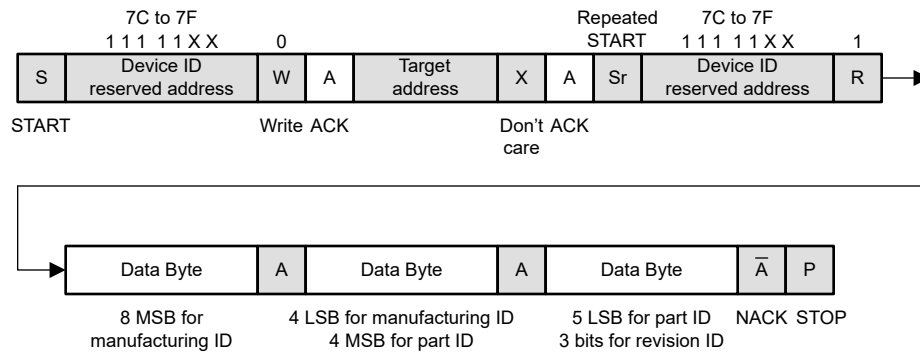 Repeated
7C to 7F START 7C to 7F
1 1 1 1 1 X X 0 1 1 1 1 1 X X 1
S Device ID reserved address W A Target address X A Sr Device ID reserved address R
START Write ACK Don't care ACK
Data Byte A Data Byte A Data Byte A̅ P
8 MSB for manufacturing ID 4 LSB for manufacturing ID 5 LSB for part ID NACK STOP
4 MSB for part ID 3 bits for revision ID